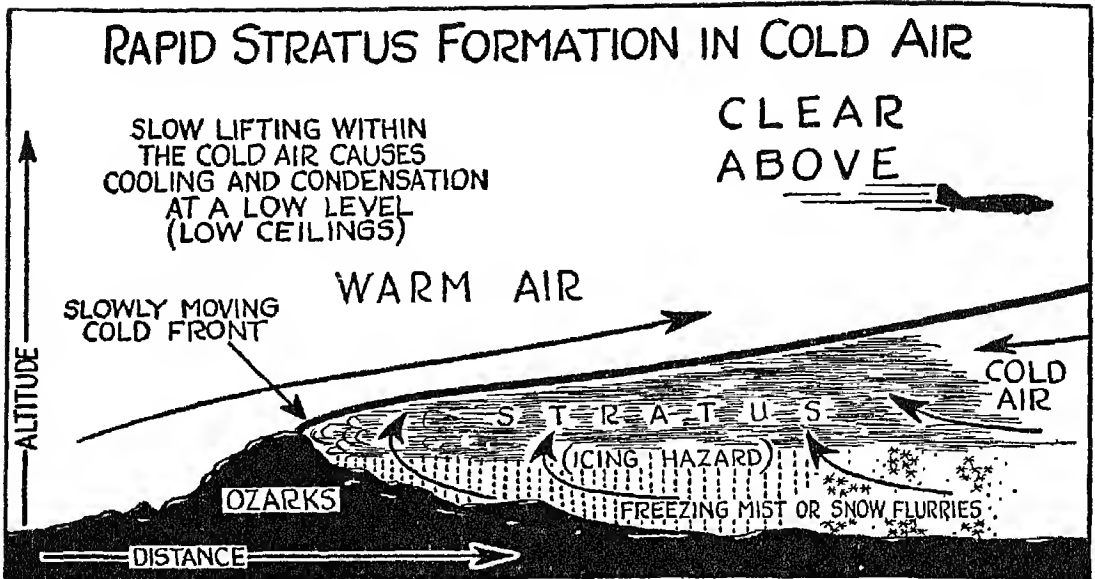 RAPID STRATUS FORMATION IN COLD AIR
SLOW LIFTING WITHIN
THE COLD AIR CAUSES
COOLING AND CONDENSATION
AT A LOW LEVEL
(LOW CEILINGS)
CLEAR
ABOVE
WARM AIR
SLOWLY MOVING
COLD FRONT
ALTITUDE
COLD
AIR
STRATUS
(ICING HAZARD)
OZARKS
FREEZING MIST OR SNOW FLURRIES
DISTANCE